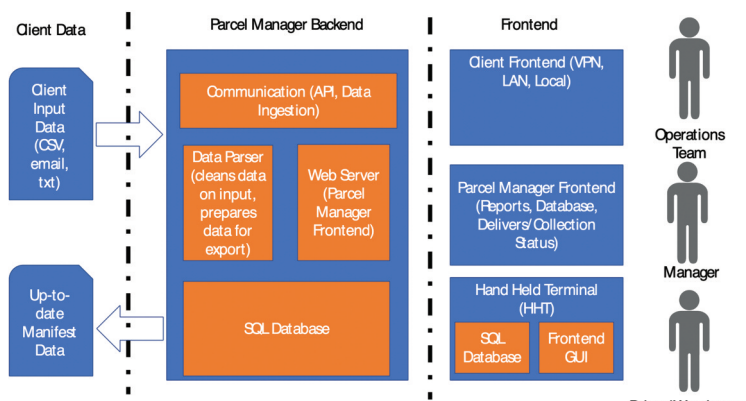 Client Data
Parcel Manager Backend
Frontend
Client
Input
Data
(CSV,
email,
txt)
Up-to-
date
Manifest
Data
Communication (API, Data
Ingestion)
Data Parser
(cleans data
on input,
prepares
data for
export)
Web Server
(Parcel
Manager
Frontend)
SQL Database
Client Frontend (VPN,
LAN, Local)
Parcel Manager Frontend
(Reports, Database,
Delivers/Collection
Status)
Hand Held Terminal
(HHT)
SQL
Database
Frontend
GUI
Operations
Team
Manager